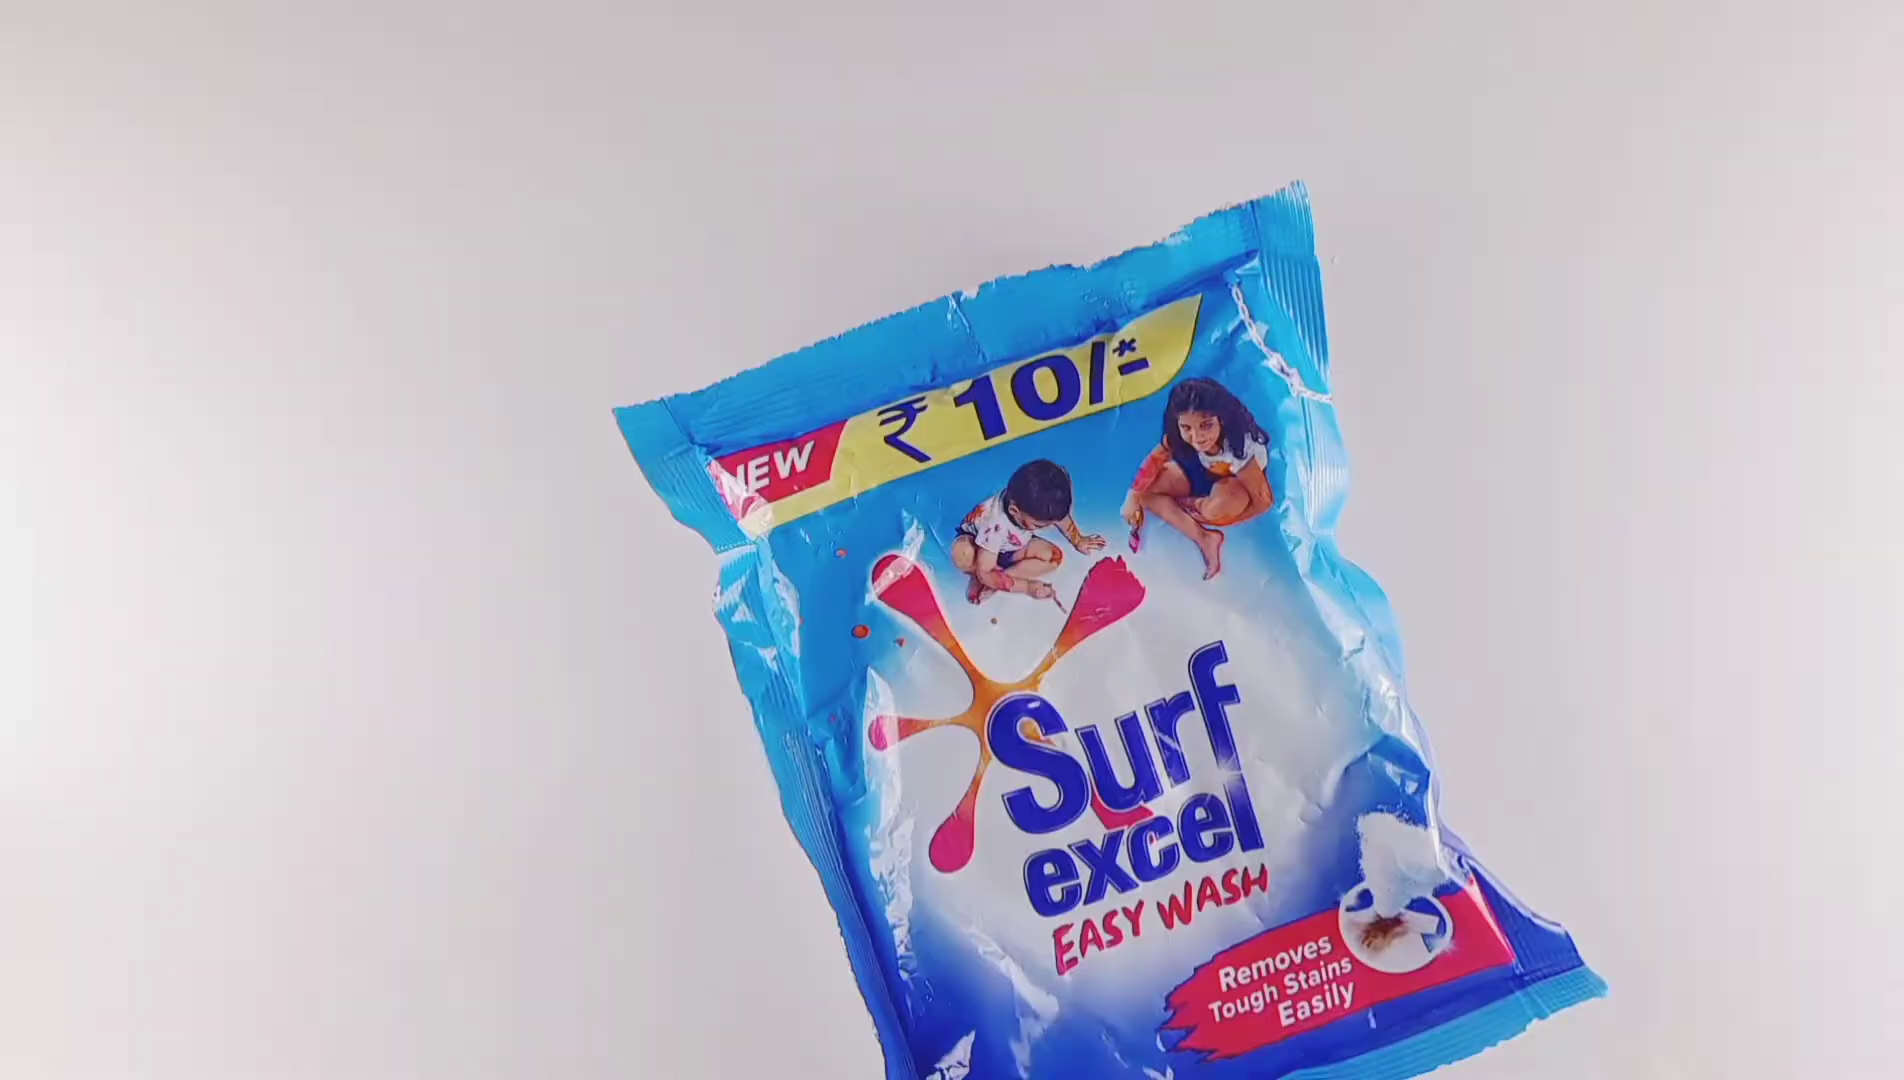 NEW ₹ 10/-*
Surf
excel
EASY WASH
Removes
Tough Stains
Easily